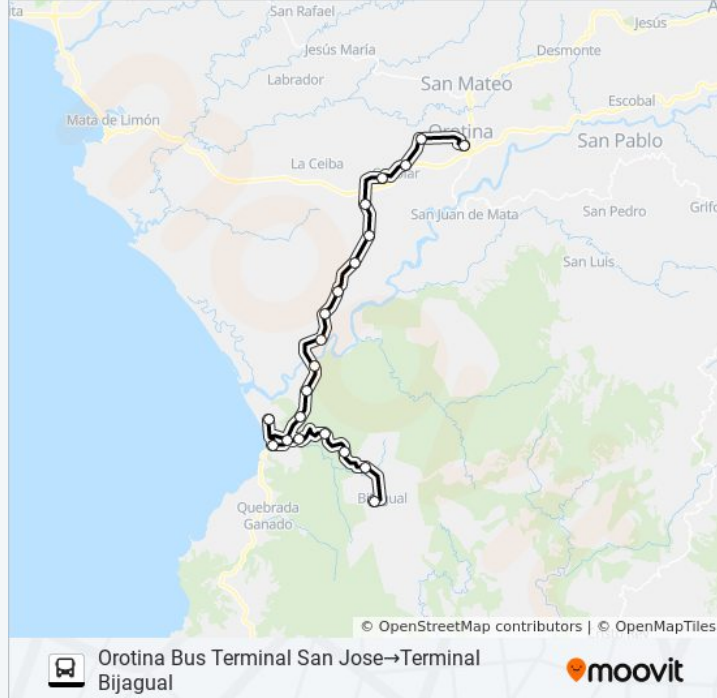 San Rafael
Jesús
Jesús María
Desmonte
Labrador
San Mateo
Escobal
Mata de Limón
Orotina
San Pablo
La Ceiba
San Juan de Mata
San Pedro
San Luis
Bijagual
Quebrada
Ganado
© OpenStreetMap contributors | © OpenMapTiles
Orotina Bus Terminal San Jose→Terminal
Bijagual
moovit